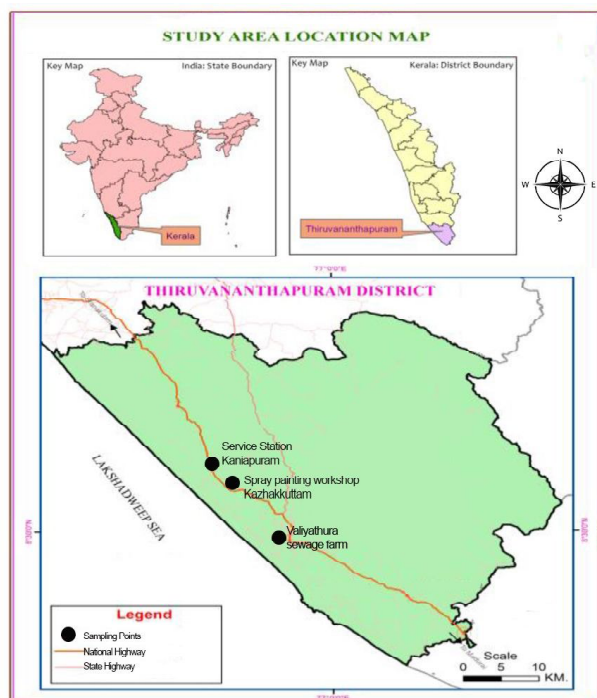 STUDY AREA LOCATION MAP
Key Map
India: State Boundary
Kerala
Key Map
Kerala: District Boundary
Thiruvananthapuram
N
W
E
S
THIRUVANANTHAPURAM DISTRICT
Service Station
Kaniapuram
Spray painting workshop
Kazhakkuttam
Valiyathura
sewage farm
LAKSHADWEEP SEA
Legend
Sampling Points
National Highway
State Highway
Scale
0
5
10
KM.